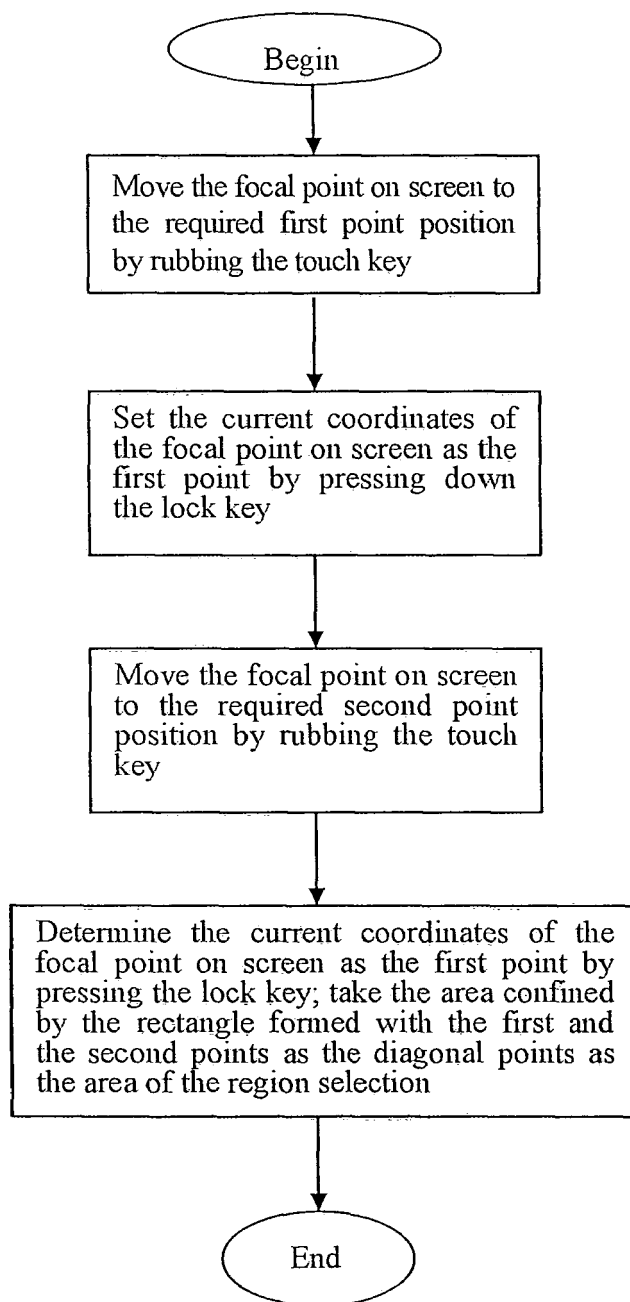 Begin
Move the focal point on screen to
the required first point position
by rubbing the touch key
Set the current coordinates of
the focal point on screen as the
first point by pressing down
the lock key
Move the focal point on screen
to the required second point
position by rubbing the touch
key
Determine the current coordinates of the
focal point on screen as the first point by
pressing the lock key; take the area confined
by the rectangle formed with the first and
the second points as the diagonal points as
the area of the region selection
End